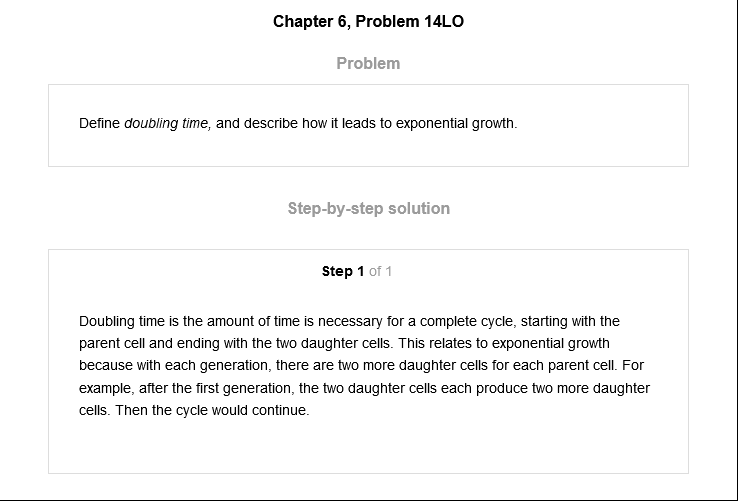 Chapter 6, Problem 14LO
Problem
Define doubling time, and describe how it leads to exponential growth.
Step-by-step solution
Step 1 of 1
Doubling time is the amount of time is necessary for a complete cycle, starting with the
parent cell and ending with the two daughter cells. This relates to exponential growth
because with each generation, there are two more daughter cells for each parent cell. For
example, after the first generation, the two daughter cells each produce two more daughter
cells. Then the cycle would continue.